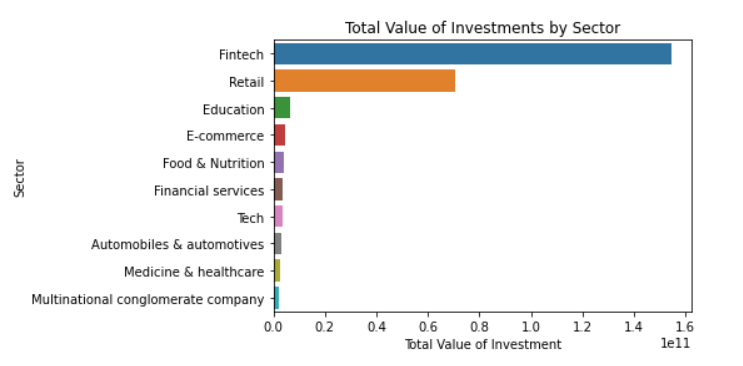 Total Value of Investments by Sector
Sector
Fintech
Retail
Education
E-commerce
Food & Nutrition
Financial services
Tech
Automobiles & automotives
Medicine & healthcare
Multinational conglomerate company
0.0 0.2 0.4 0.6 0.8 1.0 1.2 1.4 1.6
Total Value of Investment 1e11